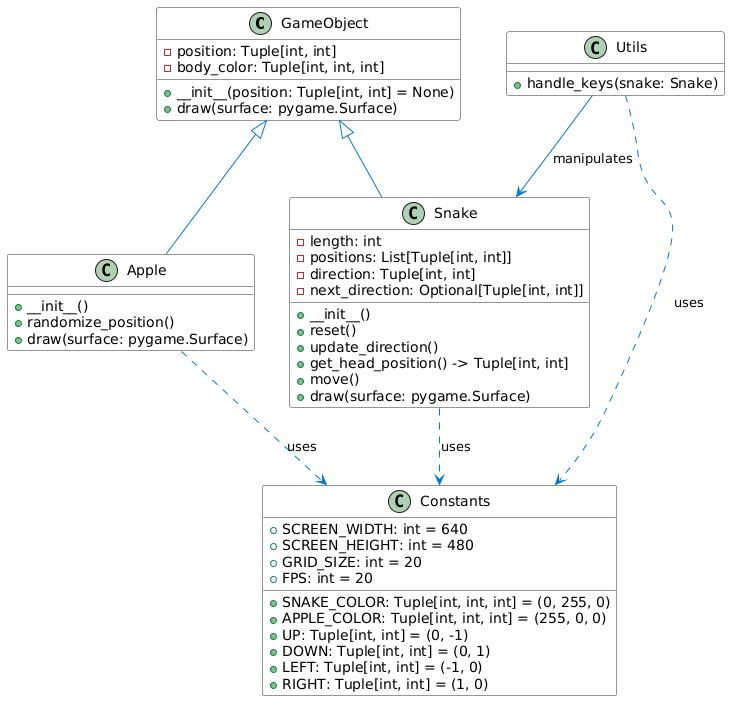 C GameObject
position: Tuple[int, int]
body_color: Tuple[int, int, int]
__init__(position: Tuple[int, int] = None)
draw(surface: pygame.Surface)
C Utils
handle_keys(snake: Snake)
manipulates
C Snake
length: int
positions: List[Tuple[int, int]]
direction: Tuple[int, int]
next_direction: Optional[Tuple[int, int]]
__init__()
reset()
update_direction()
get_head_position() -> Tuple[int, int]
move()
draw(surface: pygame.Surface)
C Apple
__init__()
randomize_position()
draw(surface: pygame.Surface)
uses
uses
uses
C Constants
SCREEN_WIDTH: int = 640
SCREEN_HEIGHT: int = 480
GRID_SIZE: int = 20
FPS: int = 20
SNAKE_COLOR: Tuple[int, int, int] = (0, 255, 0)
APPLE_COLOR: Tuple[int, int, int] = (255, 0, 0)
UP: Tuple[int, int] = (0, -1)
DOWN: Tuple[int, int] = (0, 1)
LEFT: Tuple[int, int] = (-1, 0)
RIGHT: Tuple[int, int] = (1, 0)